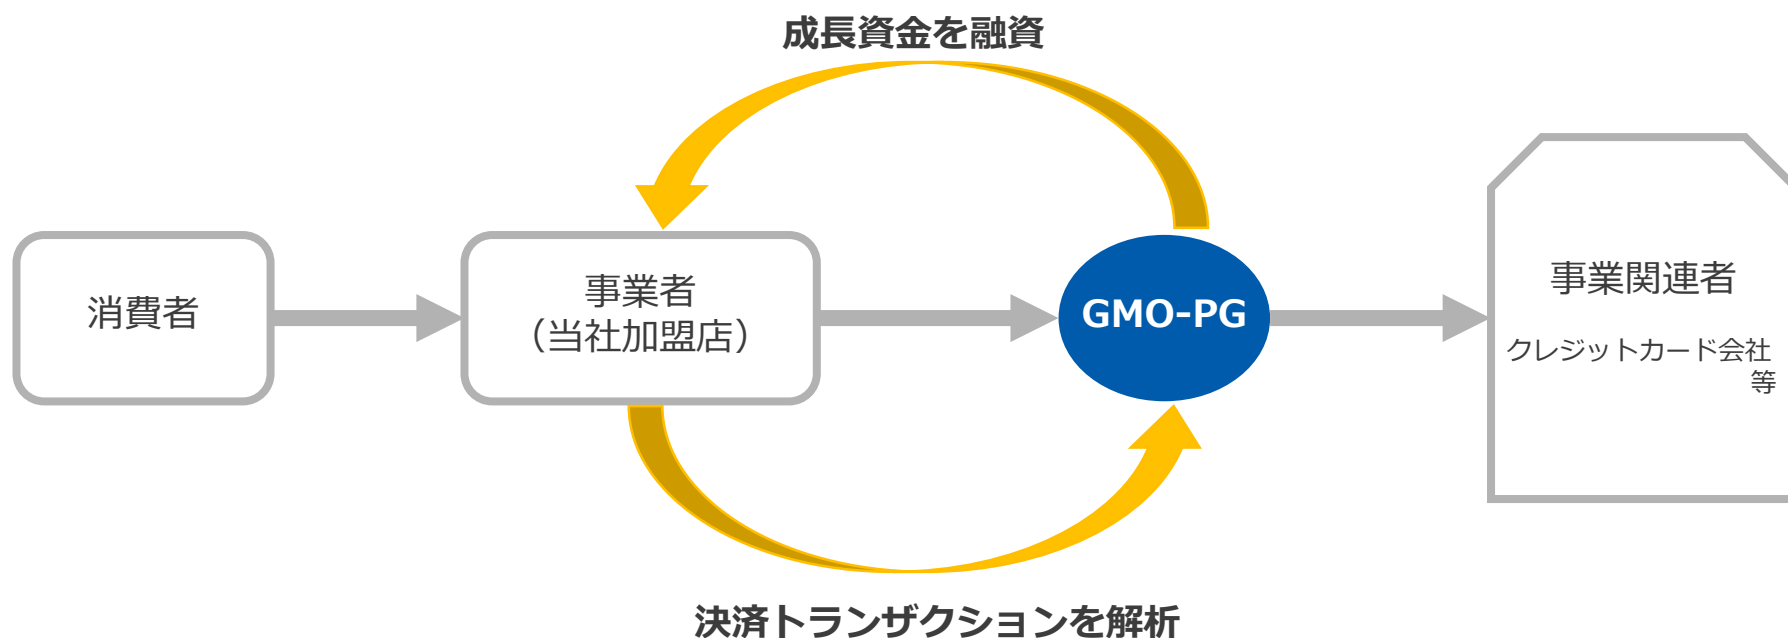 成長資金を融資
消費者
事業者
（当社加盟店）
GMO-PG
事業関連者
クレジットカード会社
等
決済トランザクションを解析